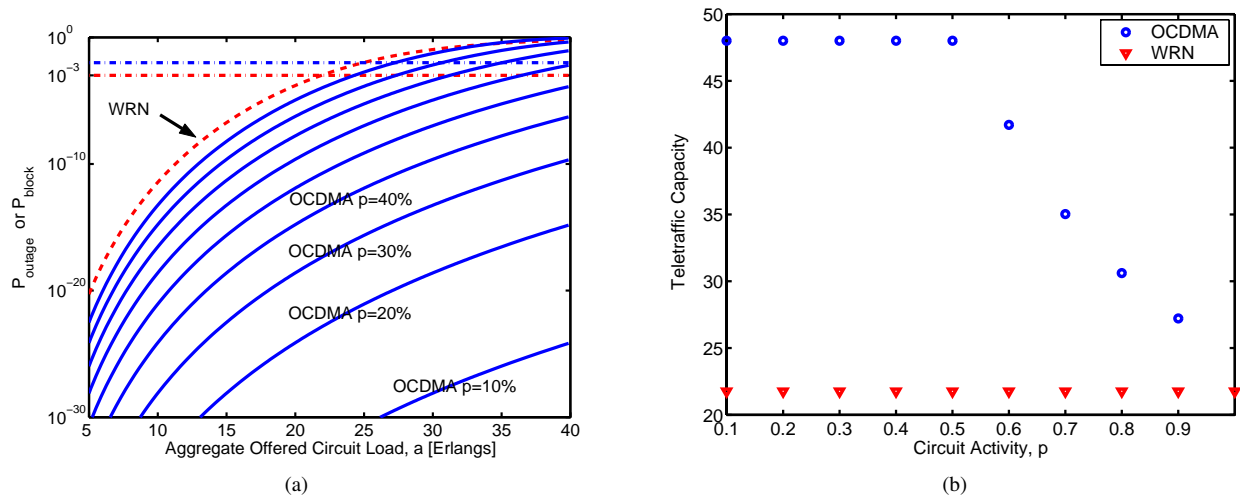 10^0
10^-3
10^-10
10^-20
10^-30
P_outage or P_block
WRN
OCDMA p=40%
OCDMA p=30%
OCDMA p=20%
OCDMA p=10%
5 10 15 20 25 30 35 40
Aggregate Offered Circuit Load, a [Erlangs]
(a)
50
45
40
35
30
25
20
Teletraffic Capacity
OCDMA
WRN
0.1 0.2 0.3 0.4 0.5 0.6 0.7 0.8 0.9
Circuit Activity, p
(b)